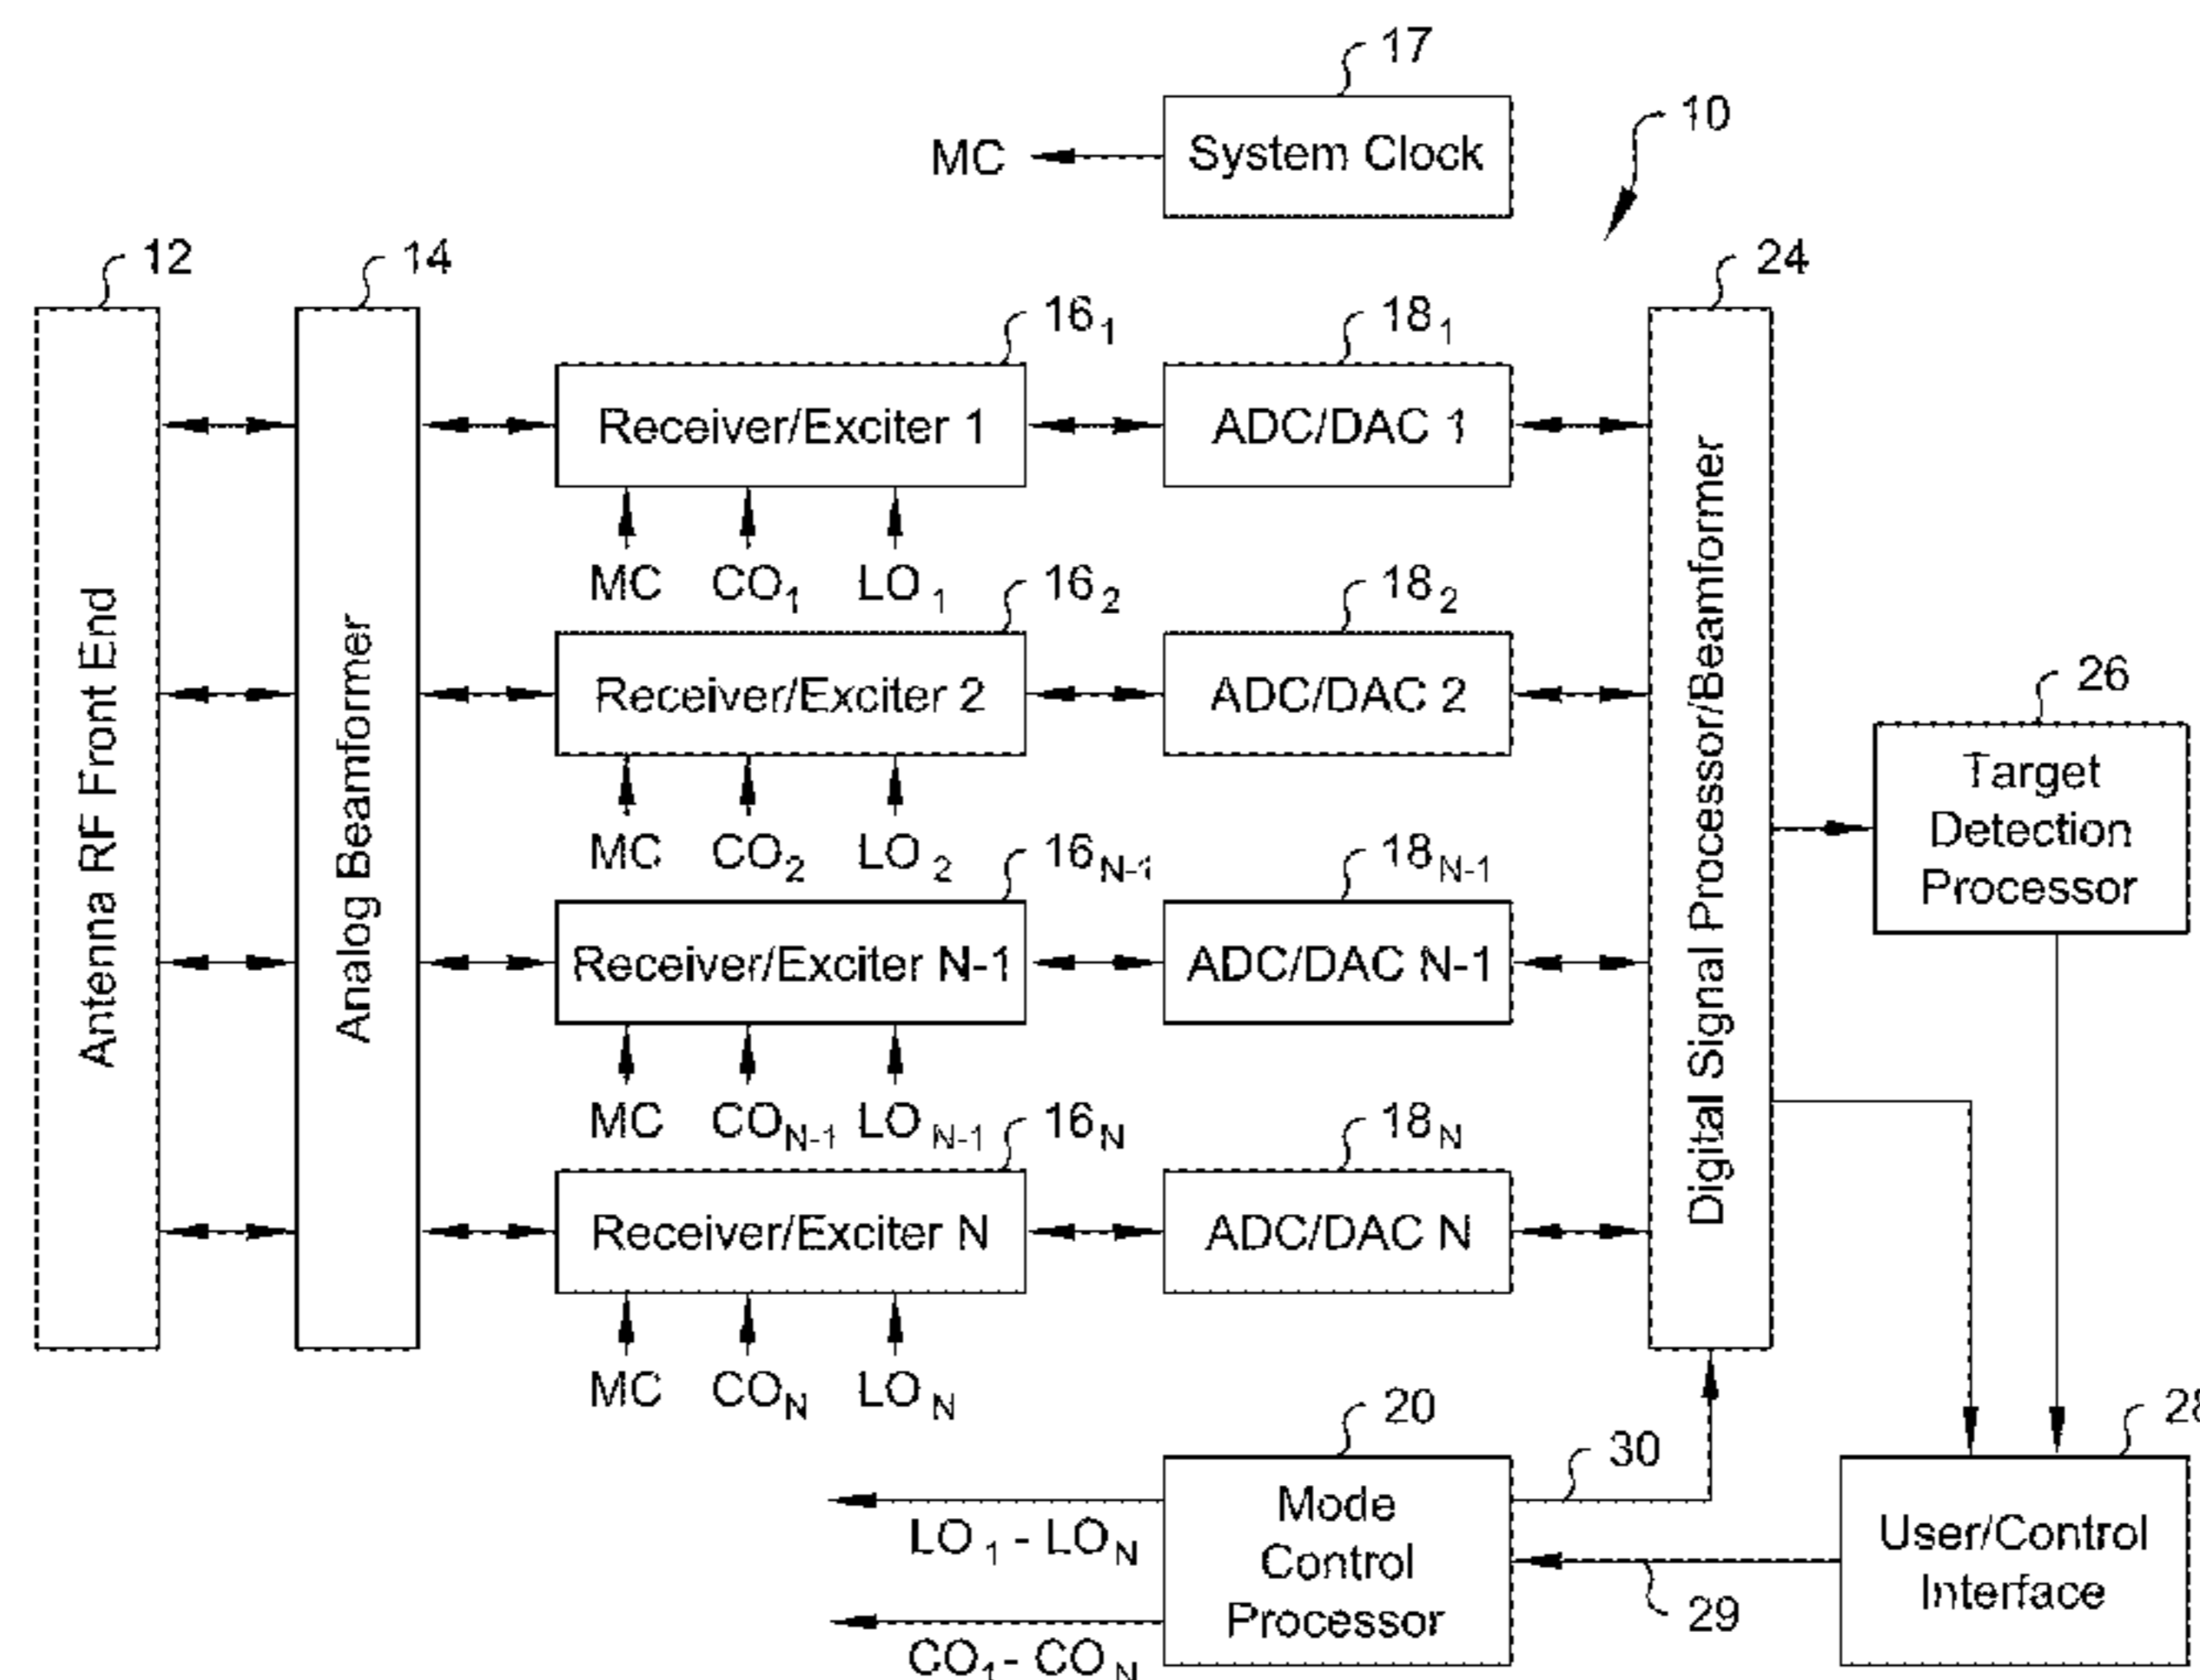 17
System Clock
MC
10
12
14
24
16₁
18₁
Receiver/Exciter 1
ADC/DAC 1
MC CO₁ LO₁
16₂
18₂
Receiver/Exciter 2
ADC/DAC 2
MC CO₂ LO₂
16N-1
18N-1
Receiver/Exciter N-1
ADC/DAC N-1
MC CON-1 LON-1
16N
18N
Receiver/Exciter N
ADC/DAC N
MC CON LON
Antenna RF Front End
Analog Beamformer
Digital Signal Processor/Beamformer
26
Target
Detection
Processor
20
30
28
Mode
Control
Processor
LO₁ - LON
CO₁ - CON
29
User/Control
Interface